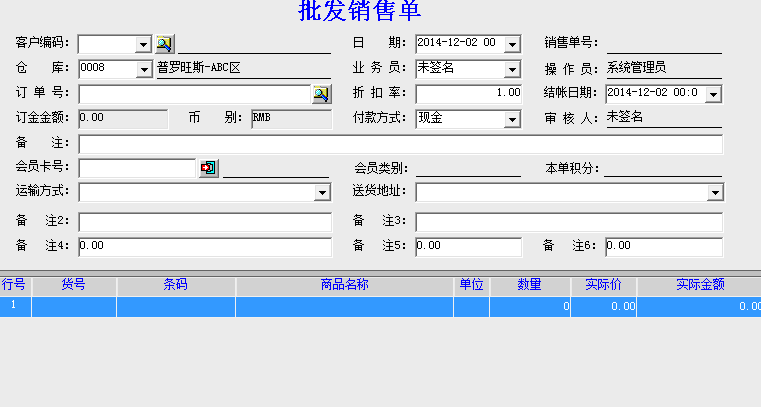 批发销售单
客户编码： 日 期： 2014-12-02 00 销售单号：
仓 库： 0008 普罗旺斯-ABC区 业 务 员： 未签名 操 作 员： 系统管理员
订 单 号： 折 扣 率： 1.00 结帐日期： 2014-12-02 00:0
订金金额： 0.00 币 别： RMB 付款方式： 现金 审 核 人： 未签名
备 注：
会员卡号： 会员类别： 本单积分：
运输方式： 送货地址：
备 注2： 备 注3：
备 注4： 0.00 备 注5： 0.00 备 注6： 0.00
行号 货号 条码 商品名称 单位 数量 实际价 实际金额
1 0 0.00 0.00